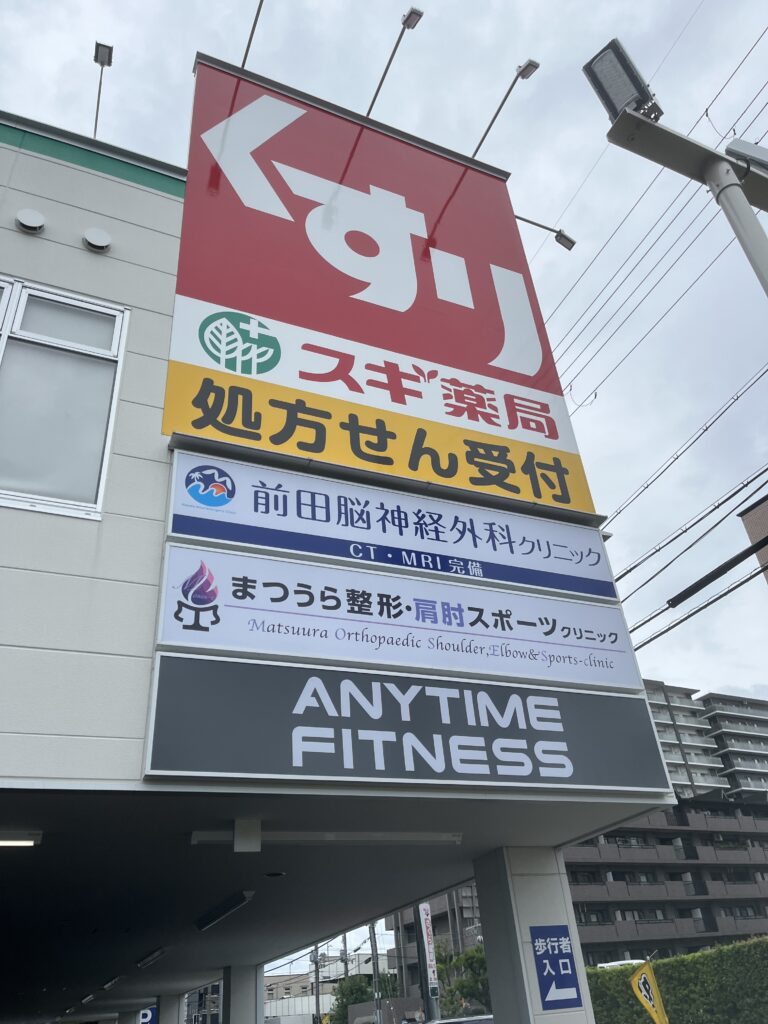 くすり
スギ薬局
処方せん受付
前田脳神経外科クリニック
CT・MRI 完備
まつうら整形・肩肘スポーツクリニック
Matsuura Orthopaedic Shoulder,Elbow&Sports-clinic
ANYTIME
FITNESS
歩行者
入口
P